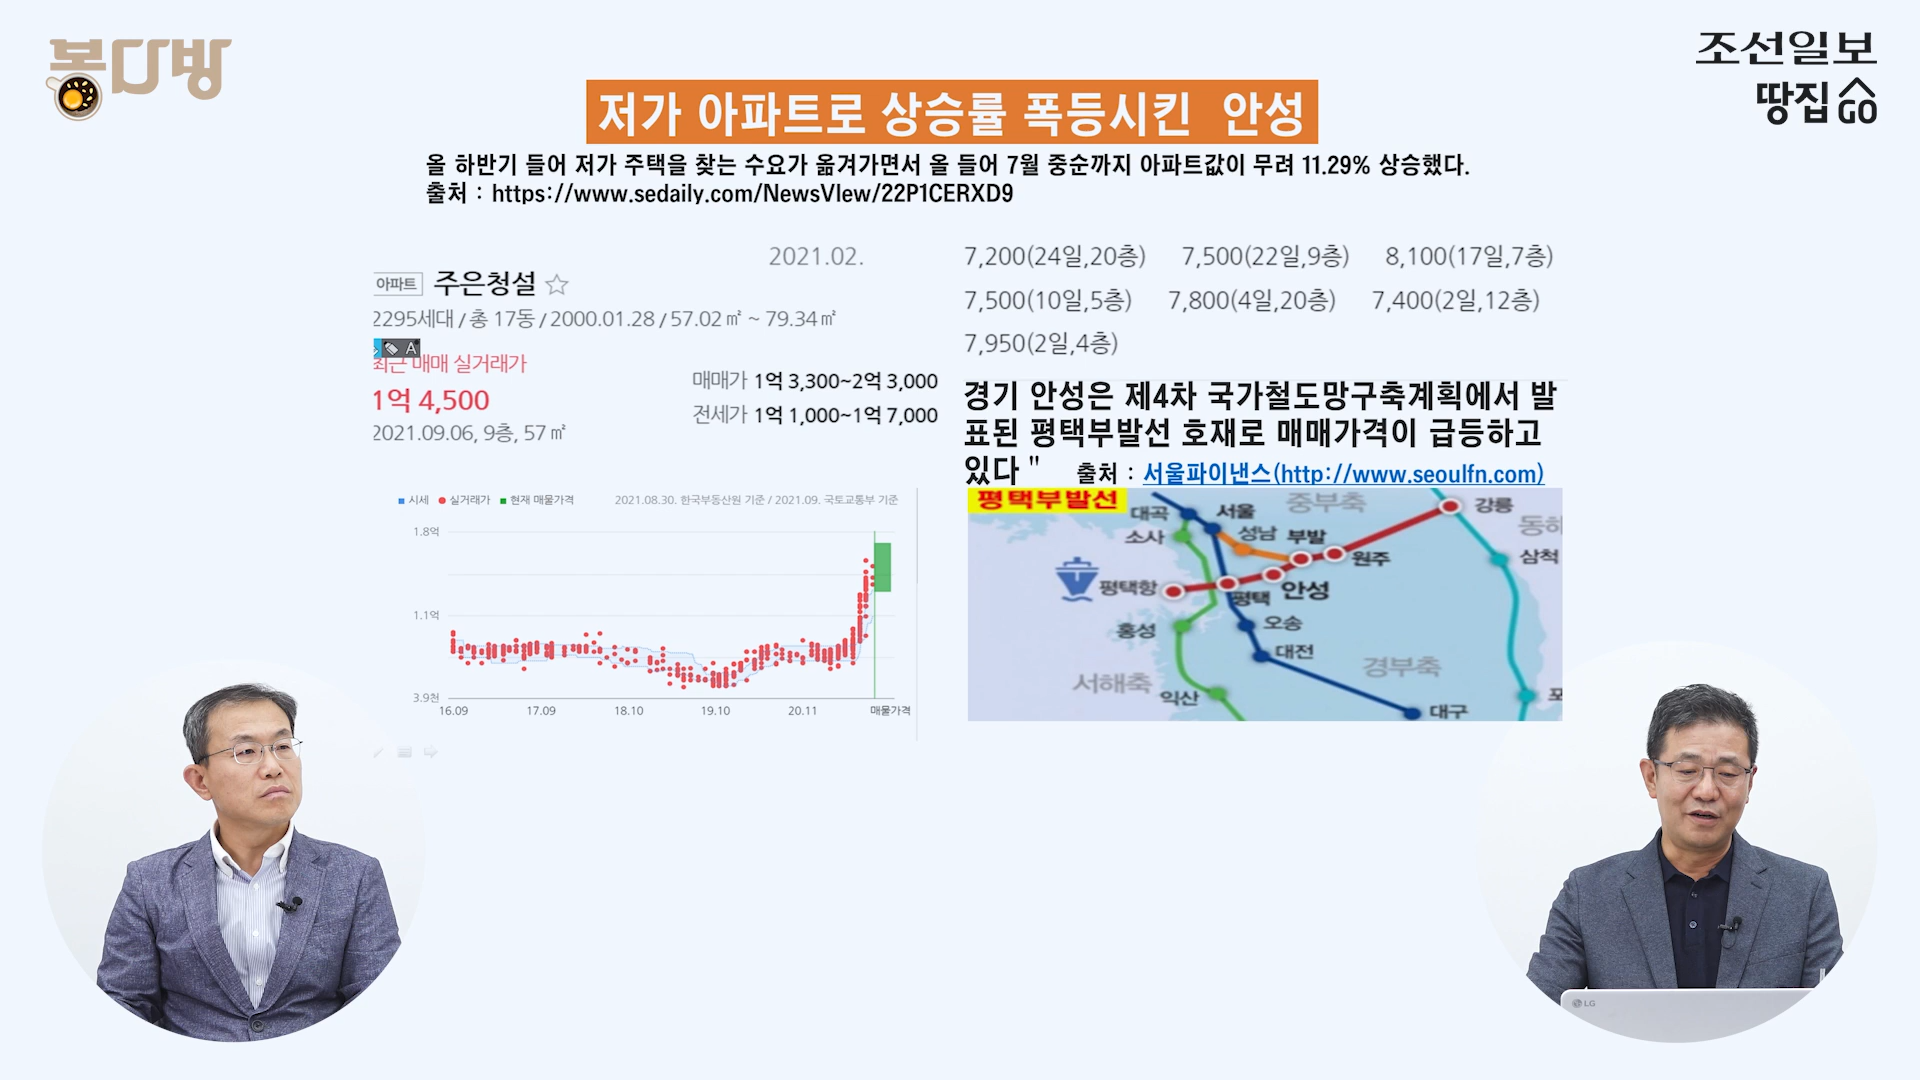 봉다방
조선일보
땅집GO
저가 아파트로 상승률 폭등시킨 안성
올 하반기 들어 저가 주택을 찾는 수요가 옮겨가면서 올 들어 7월 중순까지 아파트값이 무려 11.29% 상승했다.
출처 : https://www.sedaily.com/NewsVIew/22P1CERXD9
아파트 주은청설
2295세대 / 총 17동 / 2000.01.28 / 57.02㎡ ~ 79.34㎡
A
최근 매매 실거래가
1억 4,500
2021.09.06, 9층, 57㎡
매매가 1억 3,300~2억 3,000
전세가 1억 1,000~1억 7,000
2021.02.
7,200(24일,20층) 7,500(22일,9층) 8,100(17일,7층)
7,500(10일,5층) 7,800(4일,20층) 7,400(2일,12층)
7,950(2일,4층)
경기 안성은 제4차 국가철도망구축계획에서 발
표된 평택부발선 호재로 매매가격이 급등하고
있다 " 출처 : 서울파이낸스(http://www.seoulfn.com)
시세 실거래가 현재 매물가격 2021.08.30. 한국부동산원 기준 / 2021.09. 국토교통부 기준
1.8억
1.1억
3.9천
16.09 17.09 18.10 19.10 20.11 매물가격
평택부발선
대곡 서울 중부축 강릉
소사 성남 부발 동해
원주 삼척
평택항 평택 안성
홍성 오송
대전 경부축
서해축 익산
대구
LG